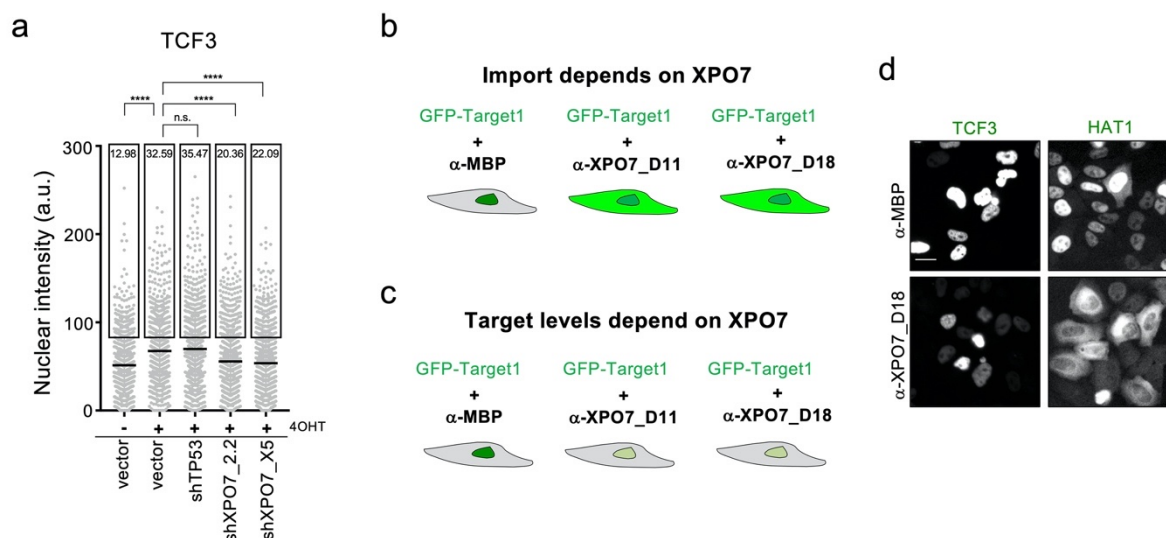 a
TCF3
****
****
****
n.s.
Nuclear intensity (a.u.)
300
200
100
0
12.98 32.59 35.47 20.36 22.09
- + + + + 4OHT
vector
vector
shTP53
shXPO7_2.2
shXPO7_X5
b
Import depends on XPO7
GFP-Target1 GFP-Target1 GFP-Target1
+ + +
α-MBP α-XPO7_D11 α-XPO7_D18
c
Target levels depend on XPO7
GFP-Target1 GFP-Target1 GFP-Target1
+ + +
α-MBP α-XPO7_D11 α-XPO7_D18
d
TCF3 HAT1
α-MBP
α-XPO7_D18